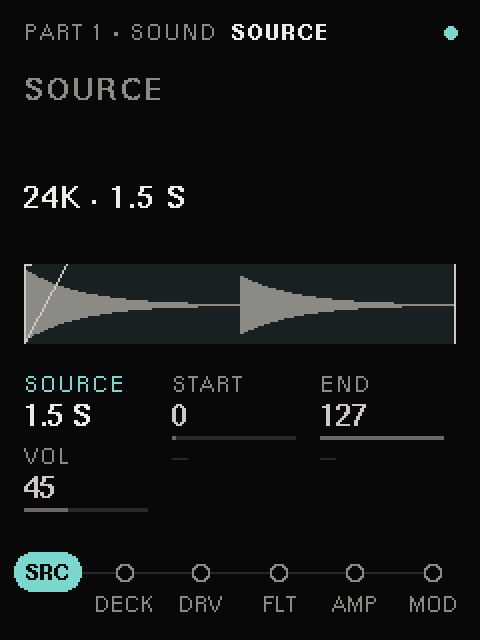 PART 1 · SOUND SOURCE
SOURCE
24K · 1.5 S
SOURCE START END
1.5 S 0 127
VOL — —
45
SRC
DECK DRV FLT AMP MOD